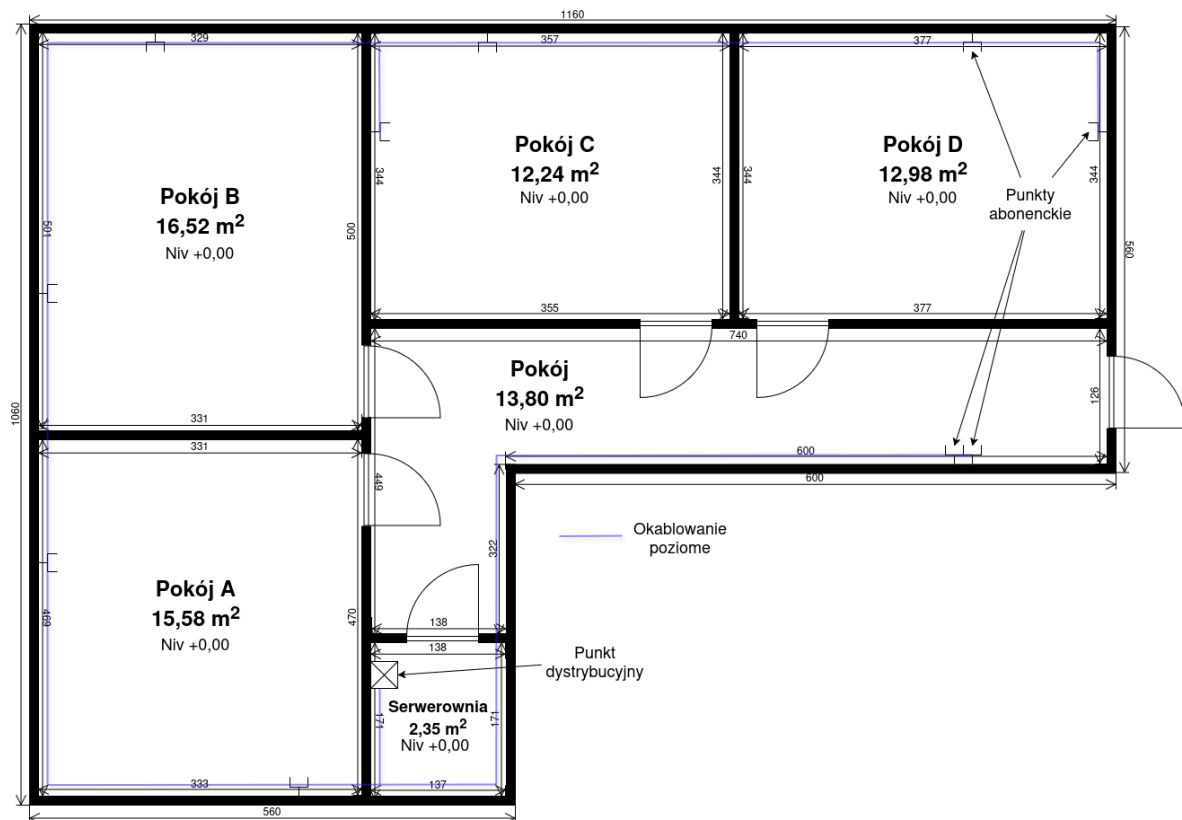 1160
329
357
377
Pokój B
16,52 m²
Niv +0,00
501
500
331
Pokój C
12,24 m²
Niv +0,00
344
344
355
Pokój D
12,98 m²
Niv +0,00
344
344
377
Punkty
abonenckie
560
1060
740
Pokój
13,80 m²
Niv +0,00
126
600
600
331
449
322
Okablowanie
poziome
Pokój A
15,58 m²
Niv +0,00
469
470
333
138
138
Punkt
dystrybucyjny
Serwerownia
2,35 m²
Niv +0,00
171
171
137
560